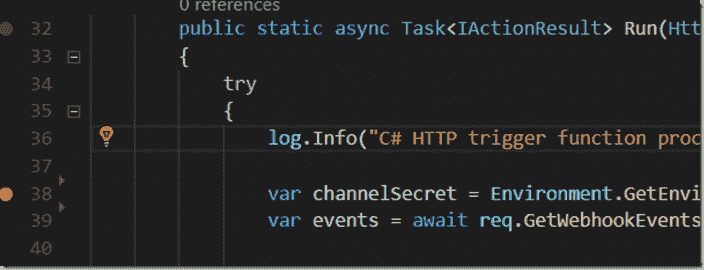 0 references
32 public static async Task<IActionResult> Run(Htt
33 {
34 try
35 {
36 log.Info("C# HTTP trigger function proc
37
38 var channelSecret = Environment.GetEnvi
39 var events = await req.GetWebhookEvents
40